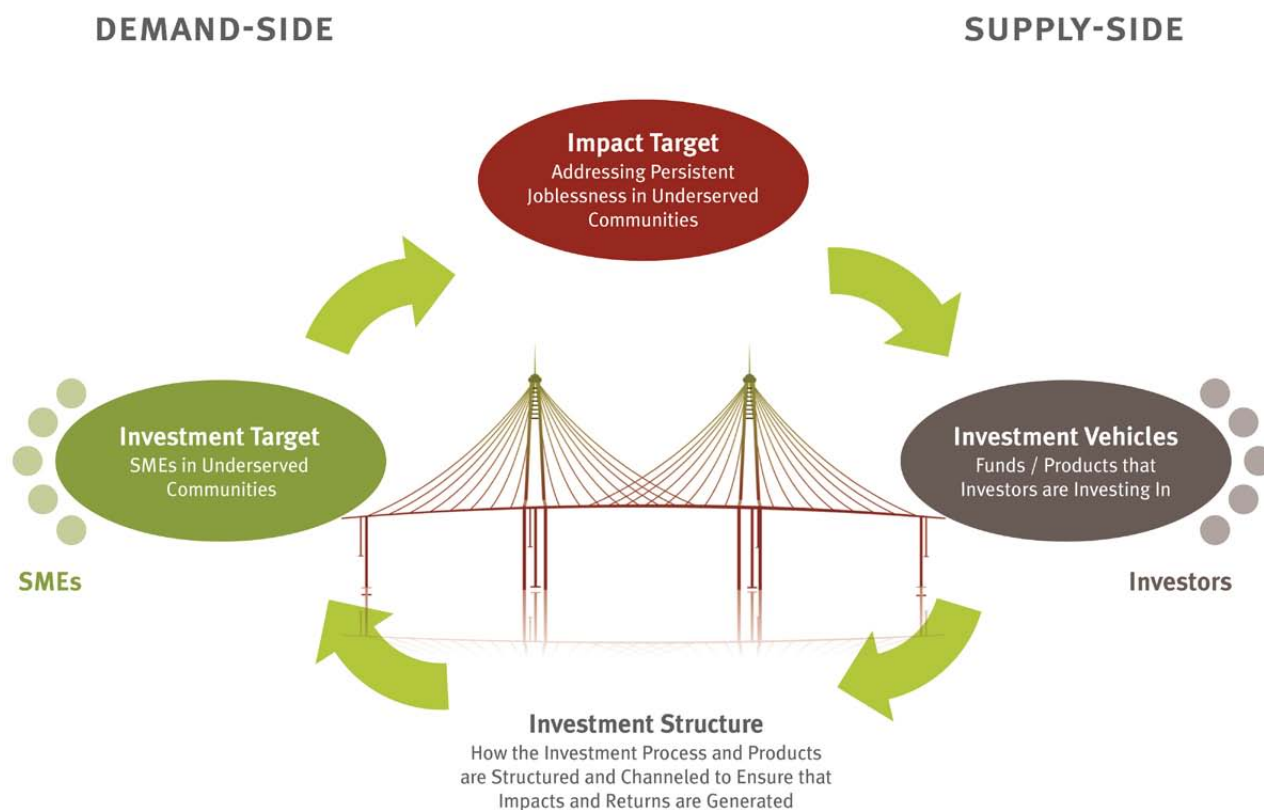 DEMAND-SIDE
SUPPLY-SIDE
Impact Target
Addressing Persistent
Joblessness in Underserved
Communities
Investment Target
SMEs in Underserved
Communities
Investment Vehicles
Funds / Products that
Investors are Investing In
SMEs
Investors
Investment Structure
How the Investment Process and Products
are Structured and Channeled to Ensure that
Impacts and Returns are Generated